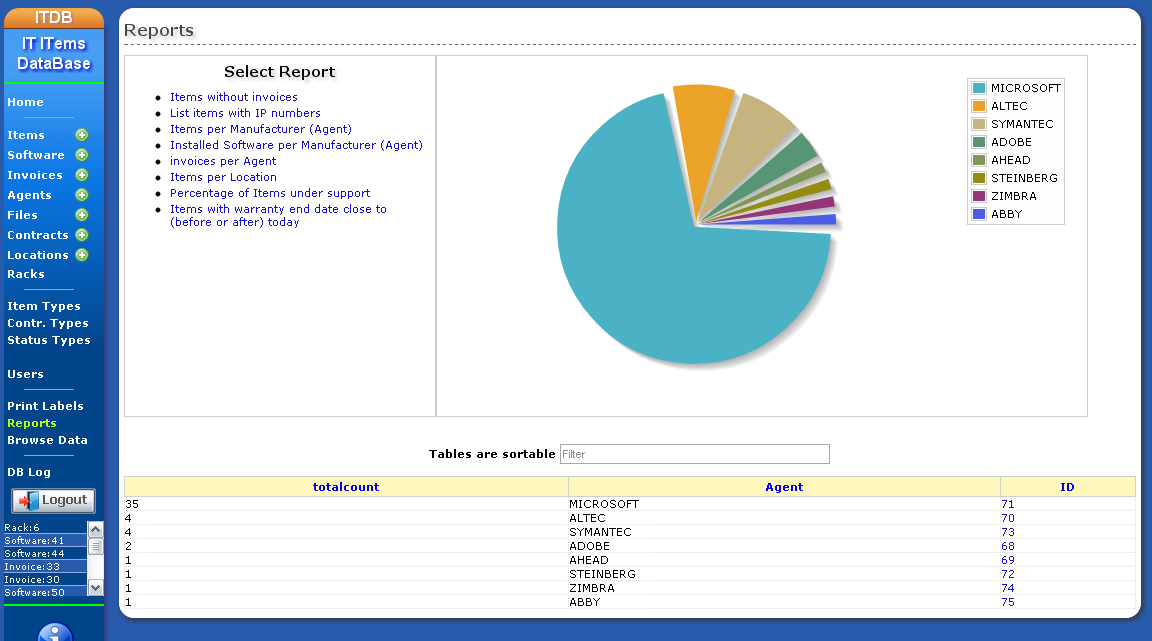 ITDB
IT ITems
DataBase
Home
Items
Software
Invoices
Agents
Files
Contracts
Locations
Racks
Item Types
Contr. Types
Status Types
Users
Print Labels
Reports
Browse Data
DB Log
Logout
Rack:6
Software:41
Software:44
Invoice:33
Invoice:30
Software:50
Reports
Select Report
Items without invoices
List items with IP numbers
Items per Manufacturer (Agent)
Installed Software per Manufacturer (Agent)
invoices per Agent
Items per Location
Percentage of Items under support
Items with warranty end date close to
(before or after) today
MICROSOFT
ALTEC
SYMANTEC
ADOBE
AHEAD
STEINBERG
ZIMBRA
ABBY
Tables are sortable Filter
totalcount Agent ID
35 MICROSOFT 71
4 ALTEC 70
4 SYMANTEC 73
2 ADOBE 68
1 AHEAD 69
1 STEINBERG 72
1 ZIMBRA 74
1 ABBY 75